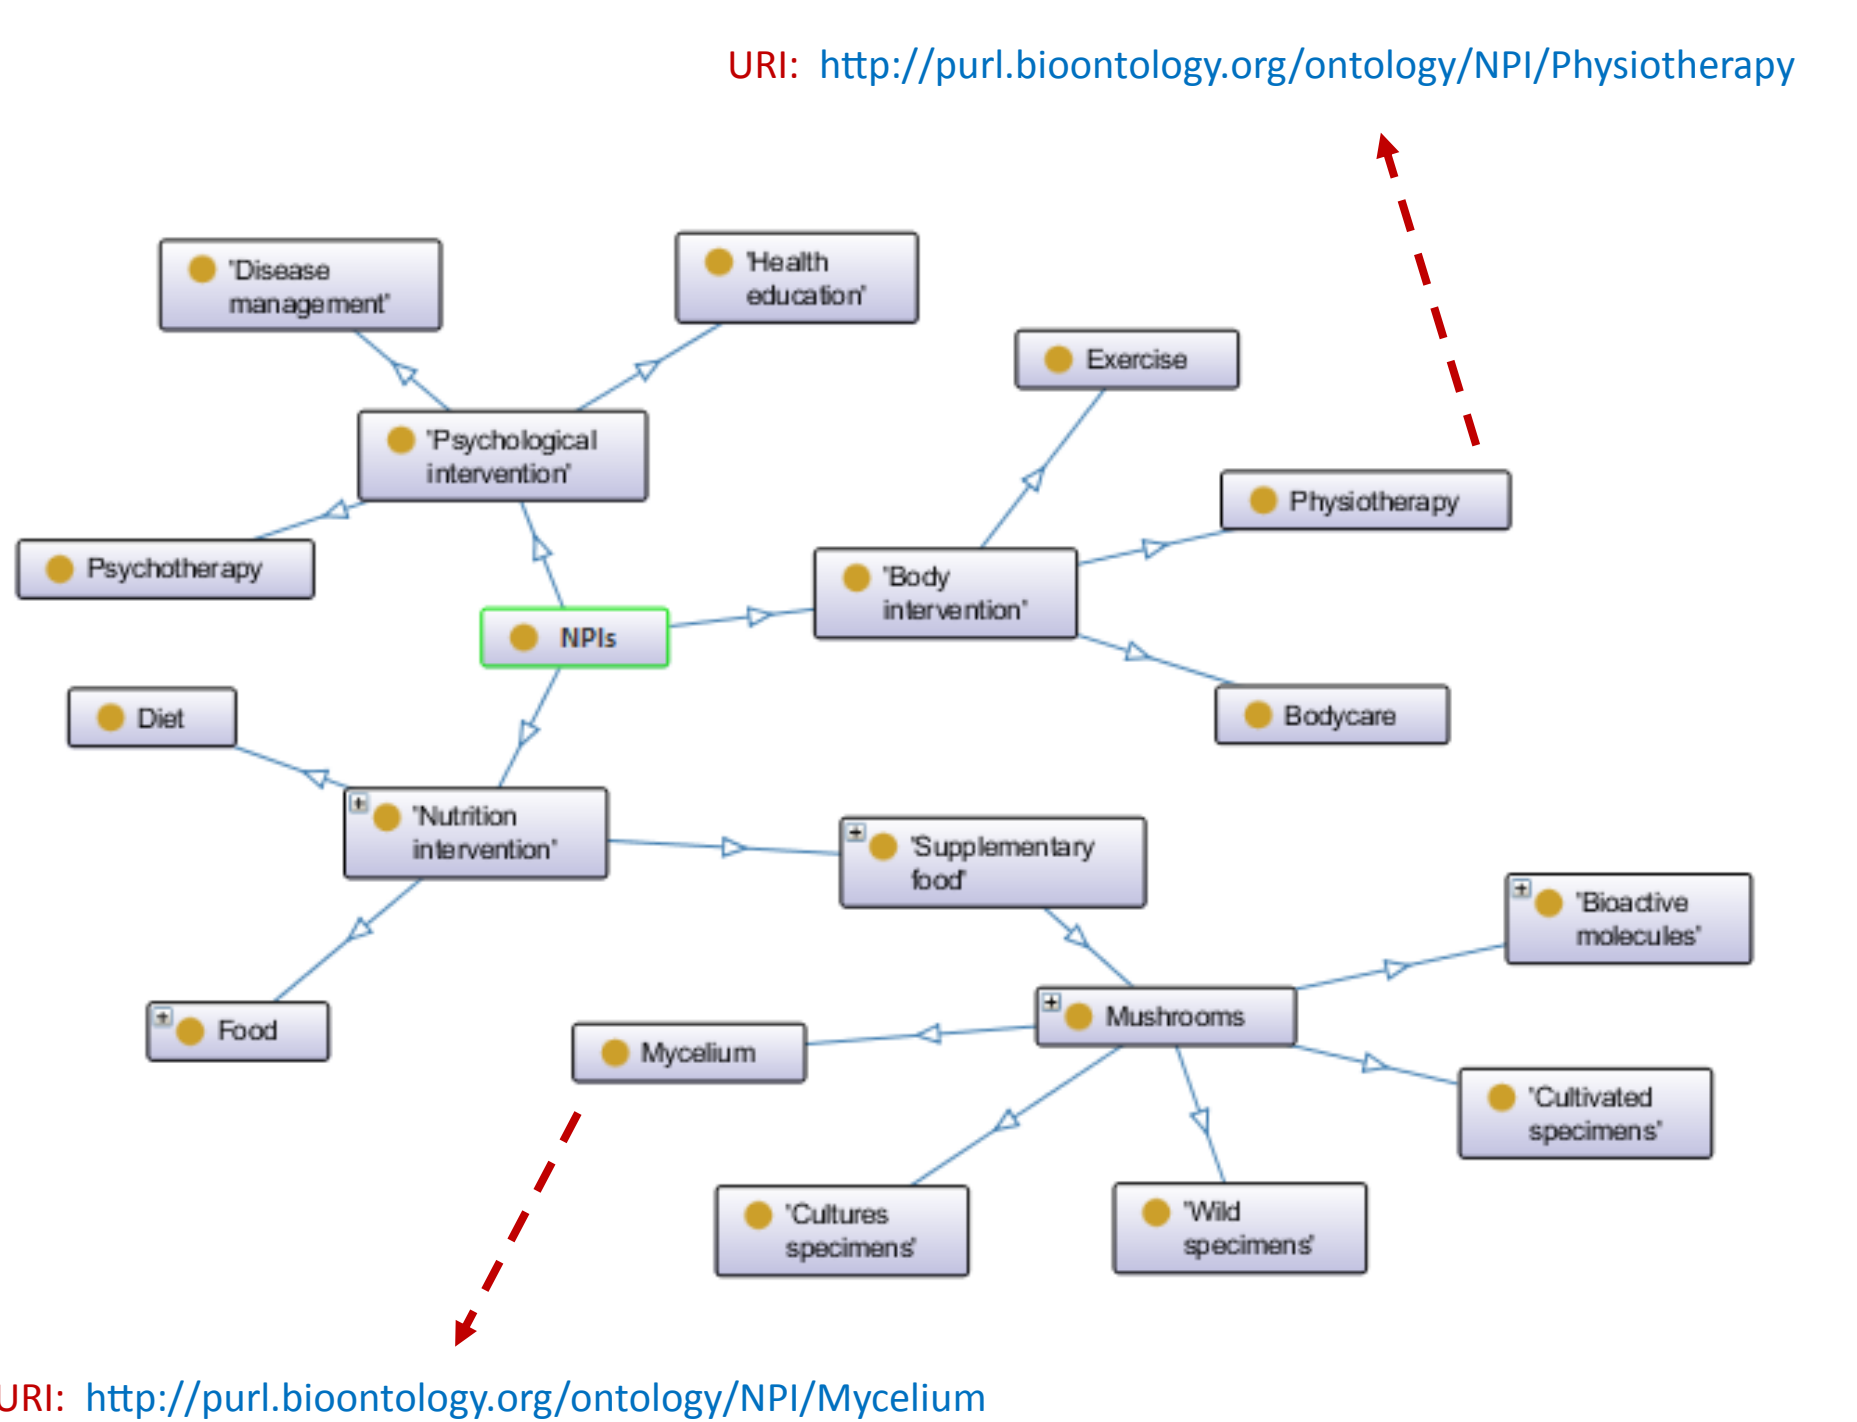 URI: http://purl.bioontology.org/ontology/NPI/Physiotherapy
'Disease
management'
'Health
education'
Exercise
'Psychological
intervention'
Physiotherapy
Psychotherapy
'Body
intervention'
NPIs
Diet
Bodycare
'Nutrition
intervention'
'Supplementary
food'
'Bioactive
molecules'
Food
Mycelium
Mushrooms
'Cultivated
specimens'
'Cultures
specimens'
'Wild
specimens'
URI: http://purl.bioontology.org/ontology/NPI/Mycelium